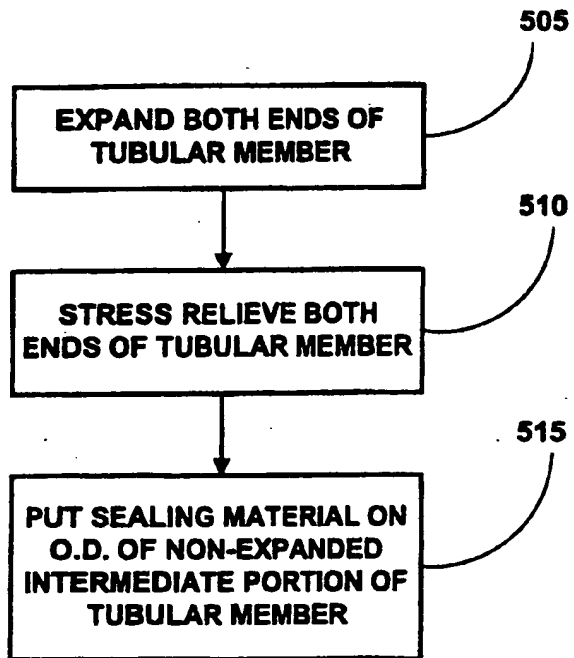 505
EXPAND BOTH ENDS OF
TUBULAR MEMBER
510
STRESS RELIEVE BOTH
ENDS OF TUBULAR MEMBER
515
PUT SEALING MATERIAL ON
O.D. OF NON-EXPANDED
INTERMEDIATE PORTION OF
TUBULAR MEMBER